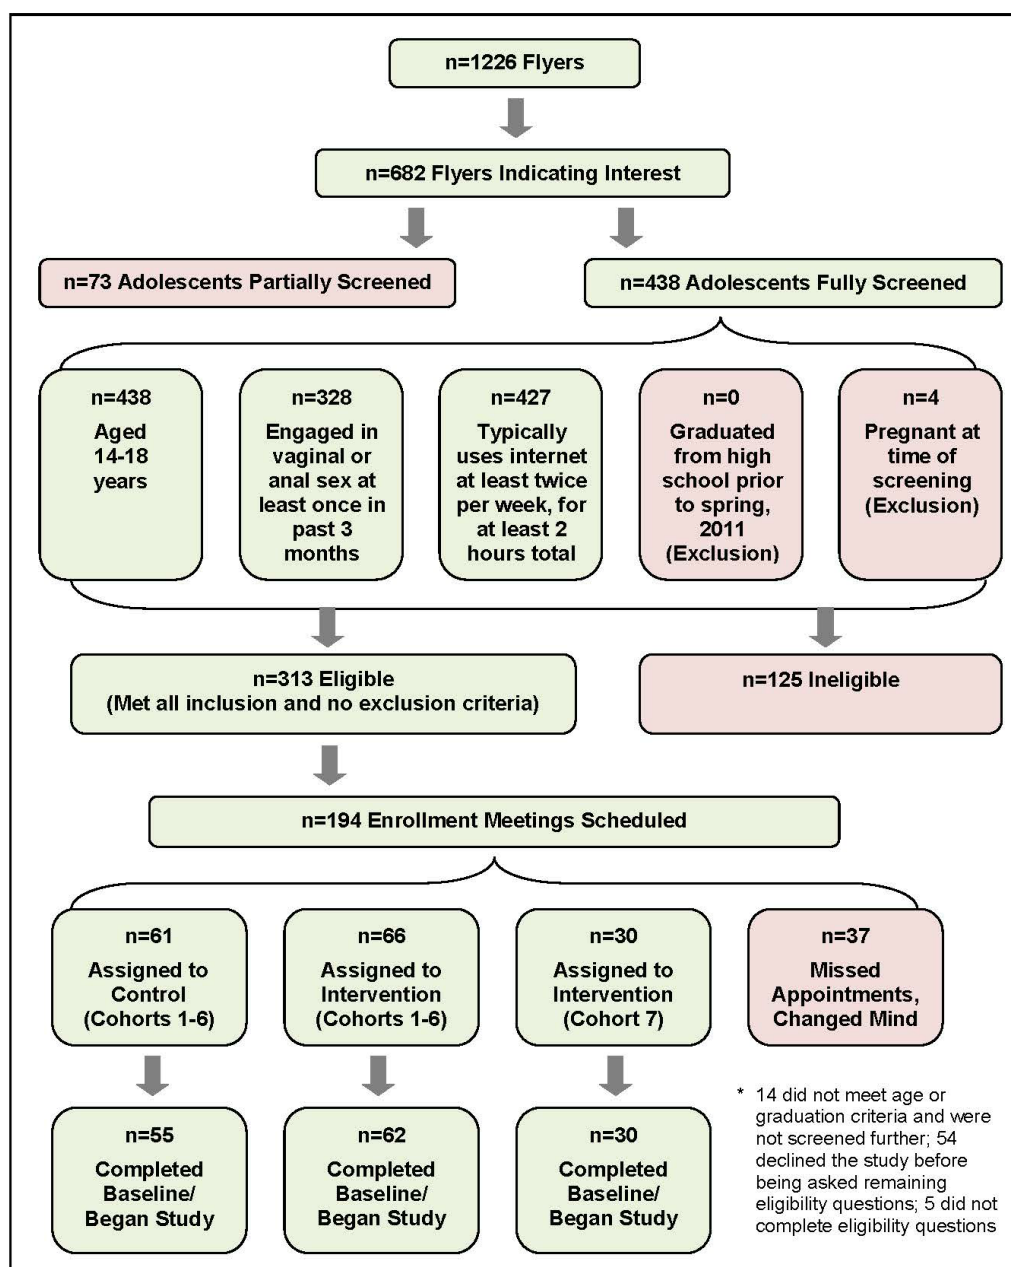 n=1226 Flyers
n=682 Flyers Indicating Interest
n=73 Adolescents Partially Screened
n=438 Adolescents Fully Screened
n=438
Aged
14-18
years
n=328
Engaged in
vaginal or
anal sex at
least once in
past 3
months
n=427
Typically
uses internet
at least twice
per week, for
at least 2
hours total
n=0
Graduated
from high
school prior
to spring,
2011
(Exclusion)
n=4
Pregnant at
time of
screening
(Exclusion)
n=313 Eligible
(Met all inclusion and no exclusion criteria)
n=125 Ineligible
n=194 Enrollment Meetings Scheduled
n=61
Assigned to
Control
(Cohorts 1-6)
n=66
Assigned to
Intervention
(Cohorts 1-6)
n=30
Assigned to
Intervention
(Cohort 7)
n=37
Missed
Appointments,
Changed Mind
n=55
Completed
Baseline/
Began Study
n=62
Completed
Baseline/
Began Study
n=30
Completed
Baseline/
Began Study
* 14 did not meet age or
graduation criteria and were
not screened further; 54
declined the study before
being asked remaining
eligibility questions; 5 did not
complete eligibility questions